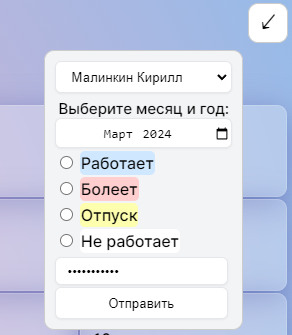 Малинкин Кирилл
Выберите месяц и год:
Март 2024
Работает
Болеет
Отпуск
Не работает
•••••••••••
Отправить